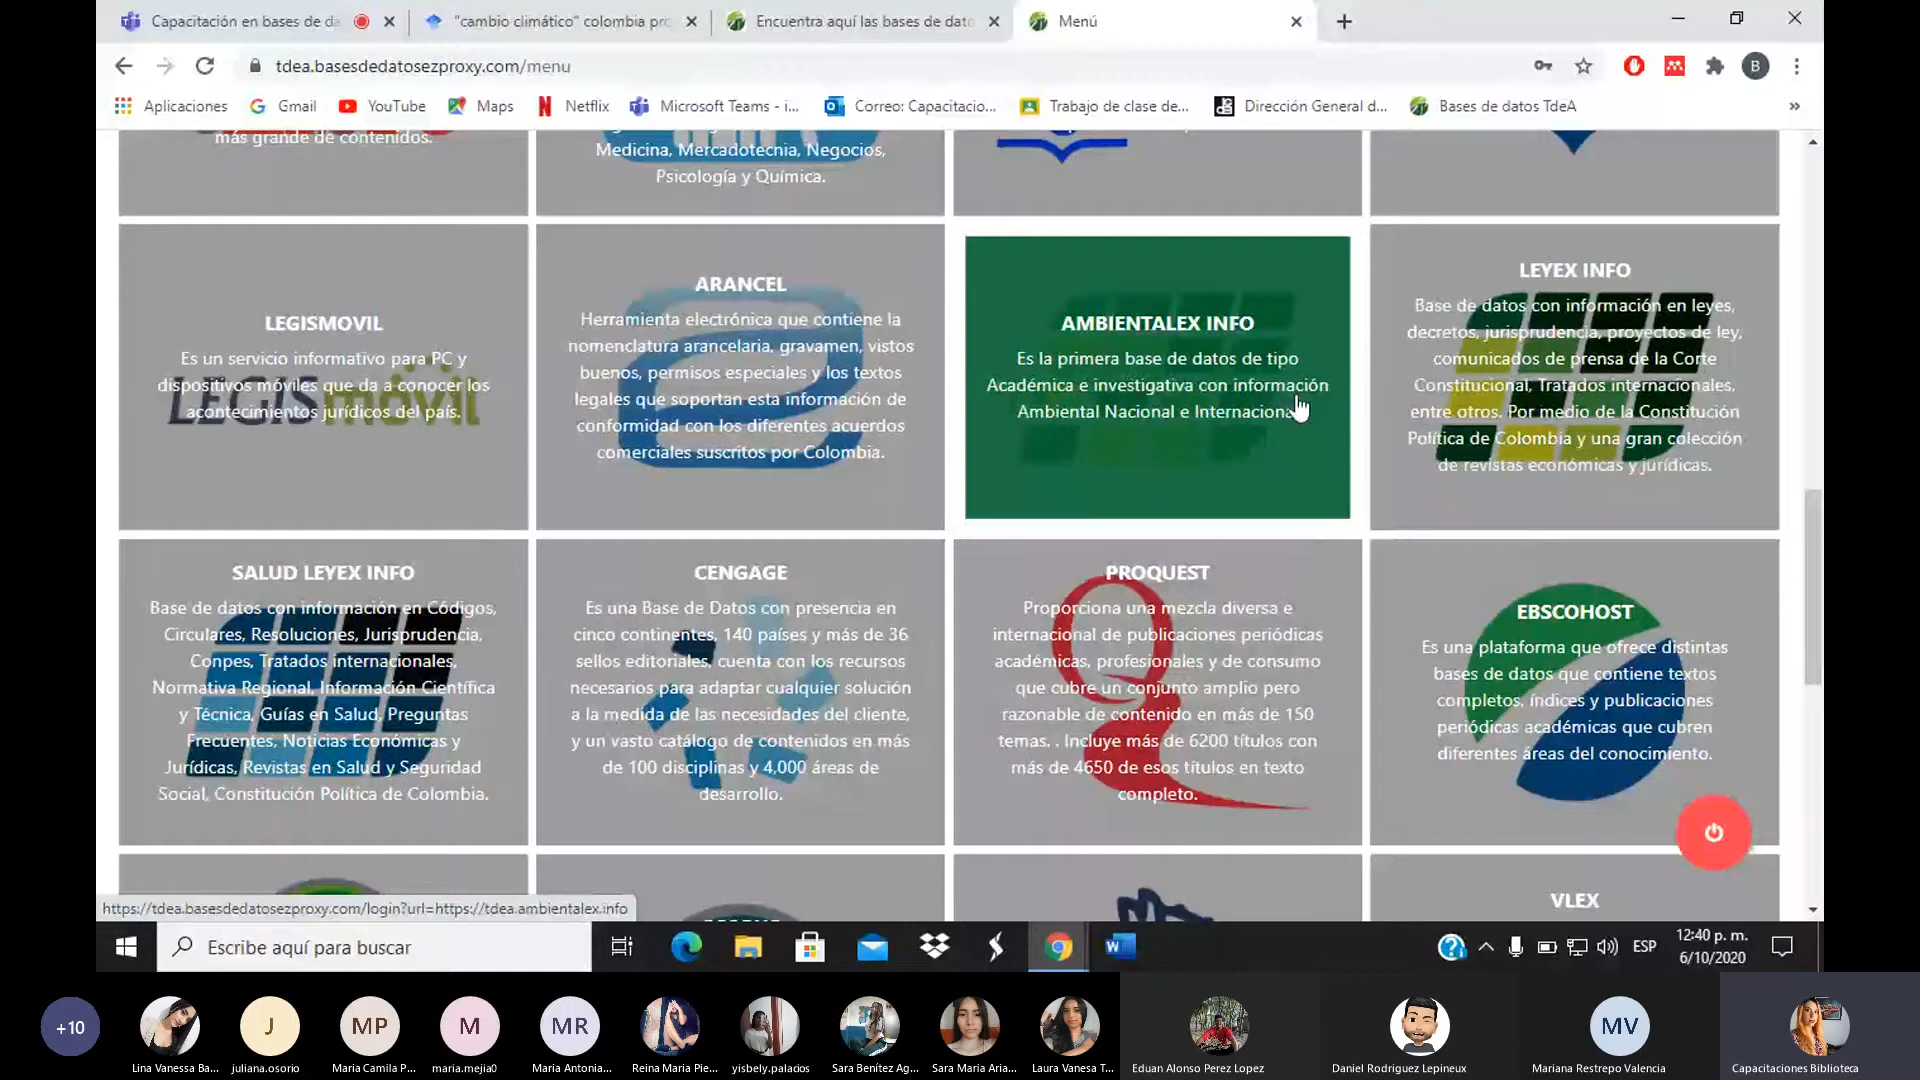 Capacitación en bases de da
"cambio climático" colombia pro
Encuentra aquí las bases de dato
Menú
tdea.basesdedatosezproxy.com/menu
B
Aplicaciones
Gmail
YouTube
Maps
Netflix
Microsoft Teams - i...
Correo: Capacitacio...
Trabajo de clase de...
Dirección General d...
Bases de datos TdeA
»
más grande de contenidos.
Medicina, Mercadotecnia, Negocios,
Psicología y Química.
LEGISMOVIL
Es un servicio informativo para PC y
dispositivos móviles que da a conocer los
acontecimientos jurídicos del país.
LEGISmóvil
ARANCEL
Herramienta electrónica que contiene la
nomenclatura arancelaria, gravamen, vistos
buenos, permisos especiales y los textos
legales que soportan esta información de
conformidad con los diferentes acuerdos
comerciales suscritos por Colombia.
AMBIENTALEX INFO
Es la primera base de datos de tipo
Académica e investigativa con información
Ambiental Nacional e Internacional
LEYEX INFO
Base de datos con información en leyes,
decretos, jurisprudencia, proyectos de ley,
comunicados de prensa de la Corte
Constitucional, Tratados internacionales,
entre otros. Por medio de la Constitución
Política de Colombia y una gran colección
de revistas económicas y jurídicas.
SALUD LEYEX INFO
Base de datos con información en Códigos,
Circulares, Resoluciones, Jurisprudencia,
Conpes, Tratados internacionales,
Normativa Regional, Información Científica
y Técnica, Guías en Salud, Preguntas
Frecuentes, Noticias Económicas y
Jurídicas, Revistas en Salud y Seguridad
Social, Constitución Política de Colombia.
CENGAGE
Es una Base de Datos con presencia en
cinco continentes, 140 países y más de 36
sellos editoriales, cuenta con los recursos
necesarios para adaptar cualquier solución
a la medida de las necesidades del cliente,
y un vasto catálogo de contenidos en más
de 100 disciplinas y 4,000 áreas de
desarrollo.
PROQUEST
Proporciona una mezcla diversa e
internacional de publicaciones periódicas
académicas, profesionales y de consumo
que cubre un conjunto amplio pero
razonable de contenido en más de 150
temas. . Incluye más de 6200 títulos con
más de 4650 de esos títulos en texto
completo.
EBSCOHOST
Es una plataforma que ofrece distintas
bases de datos que contiene textos
completos, índices y publicaciones
periódicas académicas que cubren
diferentes áreas del conocimiento.
VLEX
https://tdea.basesdedatosezproxy.com/login?url=https://tdea.ambientalex.info
Escribe aquí para buscar
ESP
12:40 p. m.
6/10/2020
+10
J
MP
M
MR
MV
Lina Vanessa Ba...
juliana.osorio
Maria Camila P...
maria.mejia0
Maria Antonia...
Reina Maria Pie...
yisbely.palacios
Sara Benítez Ag...
Sara Maria Aria...
Laura Vanesa T...
Eduan Alonso Perez Lopez
Daniel Rodriguez Lepineux
Mariana Restrepo Valencia
Capacitaciones Biblioteca